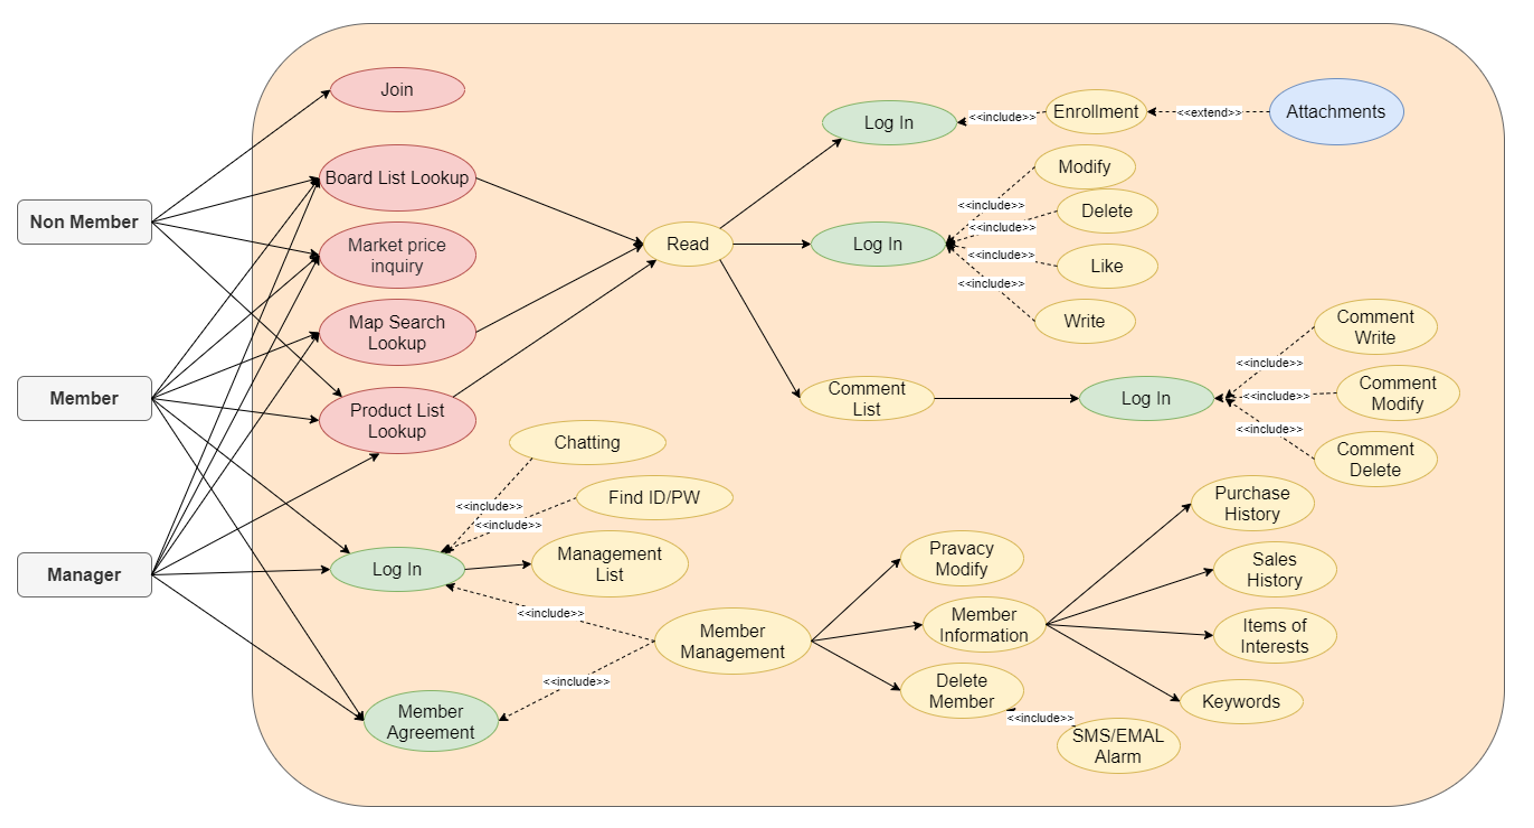 Join
Board List Lookup
Market price
inquiry
Map Search
Lookup
Product List
Lookup
Non Member
Member
Manager
Read
Log In
<<include>>
Enrollment
<<extend>>
Attachments
Log In
<<include>>
Modify
<<include>>
Delete
<<include>>
Like
<<include>>
Write
Comment
List
Log In
<<include>>
Comment
Write
<<include>>
Comment
Modify
<<include>>
Comment
Delete
Chatting
<<include>>
Find ID/PW
<<include>>
Log In
Management
List
<<include>>
Member
Management
<<include>>
Member
Agreement
Pravacy
Modify
Member
Information
Delete
Member
<<include>>
SMS/EMAL
Alarm
Purchase
History
Sales
History
Items of
Interests
Keywords